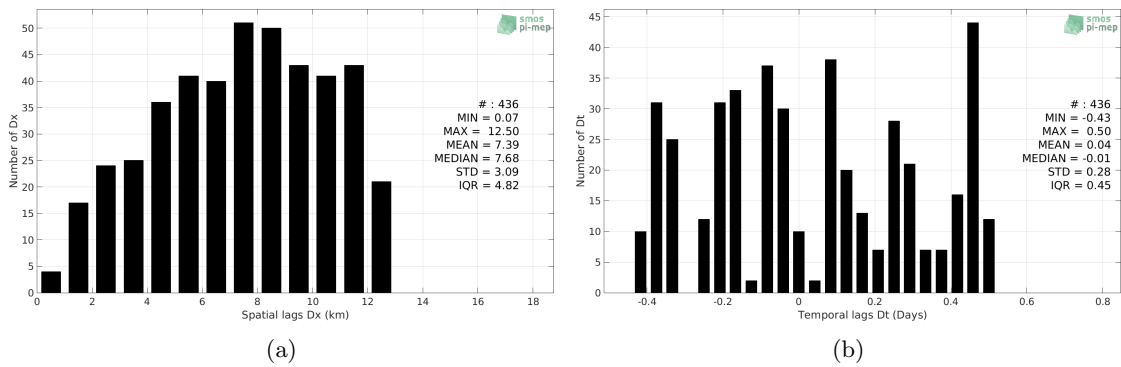 50
45
40
35
30
25
20
15
10
5
0
Number of Dx
0 2 4 6 8 10 12 14 16 18
Spatial lags Dx (km)
smos
pi-mep
# : 436
MIN = 0.07
MAX = 12.50
MEAN = 7.39
MEDIAN = 7.68
STD = 3.09
IQR = 4.82
(a)
45
40
35
30
25
20
15
10
5
0
Number of Dt
-0.4 -0.2 0 0.2 0.4 0.6 0.8
Temporal lags Dt (Days)
smos
pi-mep
# : 436
MIN = -0.43
MAX = 0.50
MEAN = 0.04
MEDIAN = -0.01
STD = 0.28
IQR = 0.45
(b)